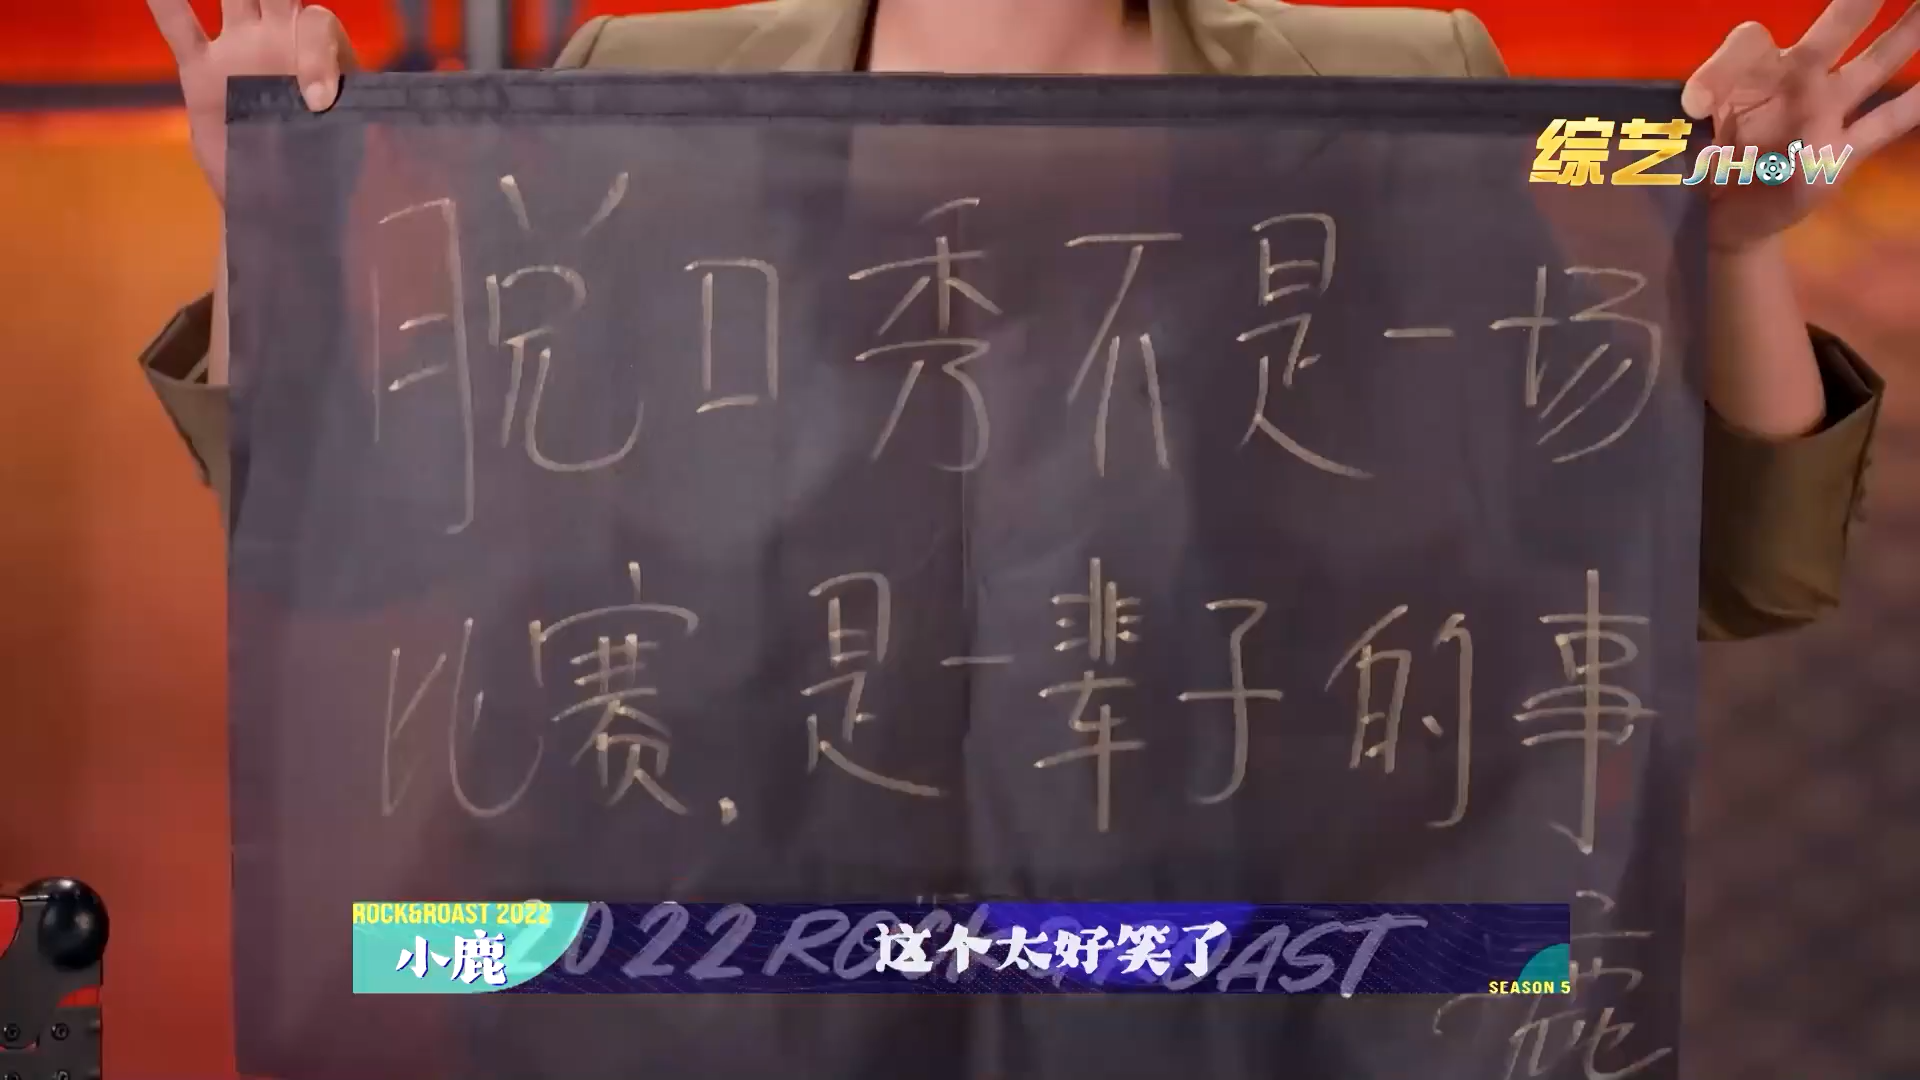 综艺SHOW
脱口秀不是一场
比赛.是一辈子的事
ROCK&ROAST 2022
小鹿
这个太好笑了
2022 ROCK & ROAST
SEASON 5